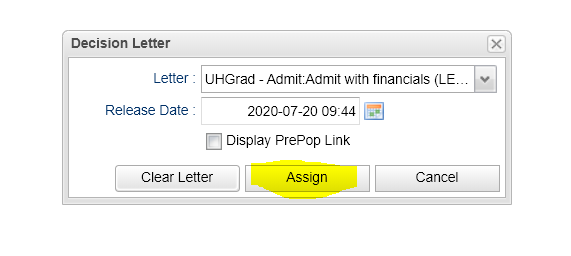 Decision Letter
Letter : UHGrad - Admit:Admit with financials (LE...
Release Date : 2020-07-20 09:44
Display PrePop Link
Clear Letter Assign Cancel